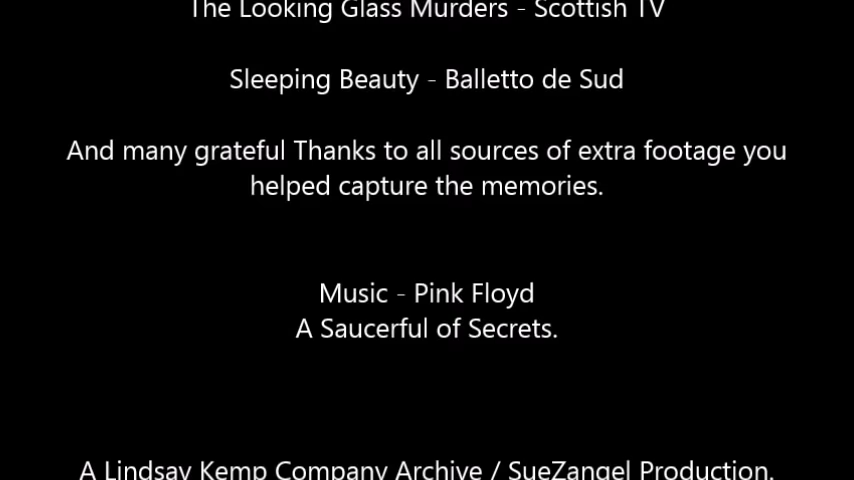 The Looking Glass Murders - Scottish TV
Sleeping Beauty - Balletto de Sud
And many grateful Thanks to all sources of extra footage you
helped capture the memories.
Music - Pink Floyd
A Saucerful of Secrets.
A Lindsay Kemp Company Archive / SueZangel Production.